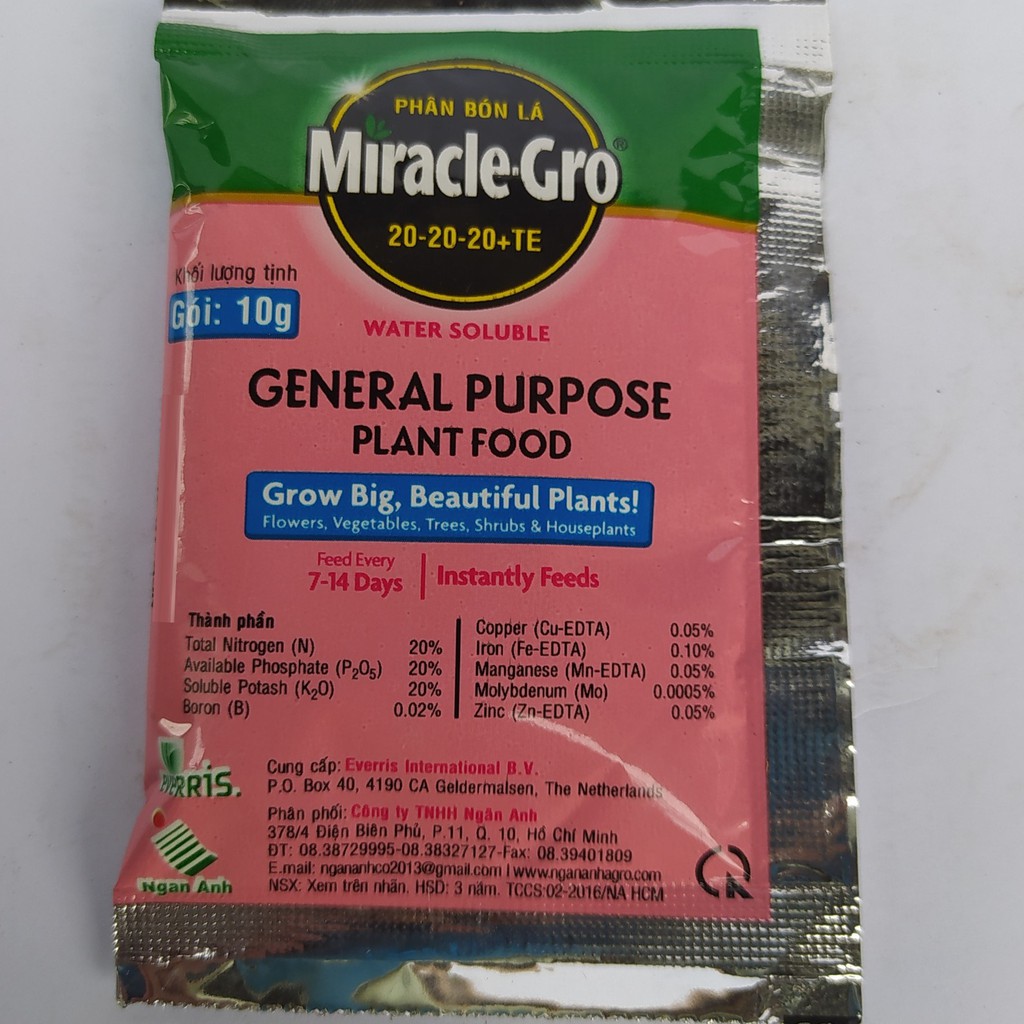 PHÂN BÓN LÁ
Miracle-Gro®
20-20-20+TE
Khối lượng tịnh
Gói: 10g
WATER SOLUBLE
GENERAL PURPOSE
PLANT FOOD
Grow Big, Beautiful Plants!
Flowers, Vegetables, Trees, Shrubs & Houseplants
Feed Every
7-14 Days
Instantly Feeds
Thành phần
Total Nitrogen (N) 20%
Available Phosphate (P₂O₅) 20%
Soluble Potash (K₂O) 20%
Boron (B) 0.02%
Copper (Cu-EDTA) 0.05%
Iron (Fe-EDTA) 0.10%
Manganese (Mn-EDTA) 0.05%
Molybdenum (Mo) 0.0005%
Zinc (Zn-EDTA) 0.05%
EVERRIS.
Cung cấp: Everris International B.V.
P.O. Box 40, 4190 CA Geldermalsen, The Netherlands
Phân phối: Công ty TNHH Ngân Anh
378/4 Điện Biên Phủ, P.11, Q. 10, Hồ Chí Minh
ĐT: 08.38729995-08.38327127-Fax: 08.39401809
E.mail: ngananhco2013@gmail.com I www.ngananhagro.com
NSX: Xem trên nhãn. HSD: 3 năm. TCCS:02-2016/NA HCM
Ngan Anh